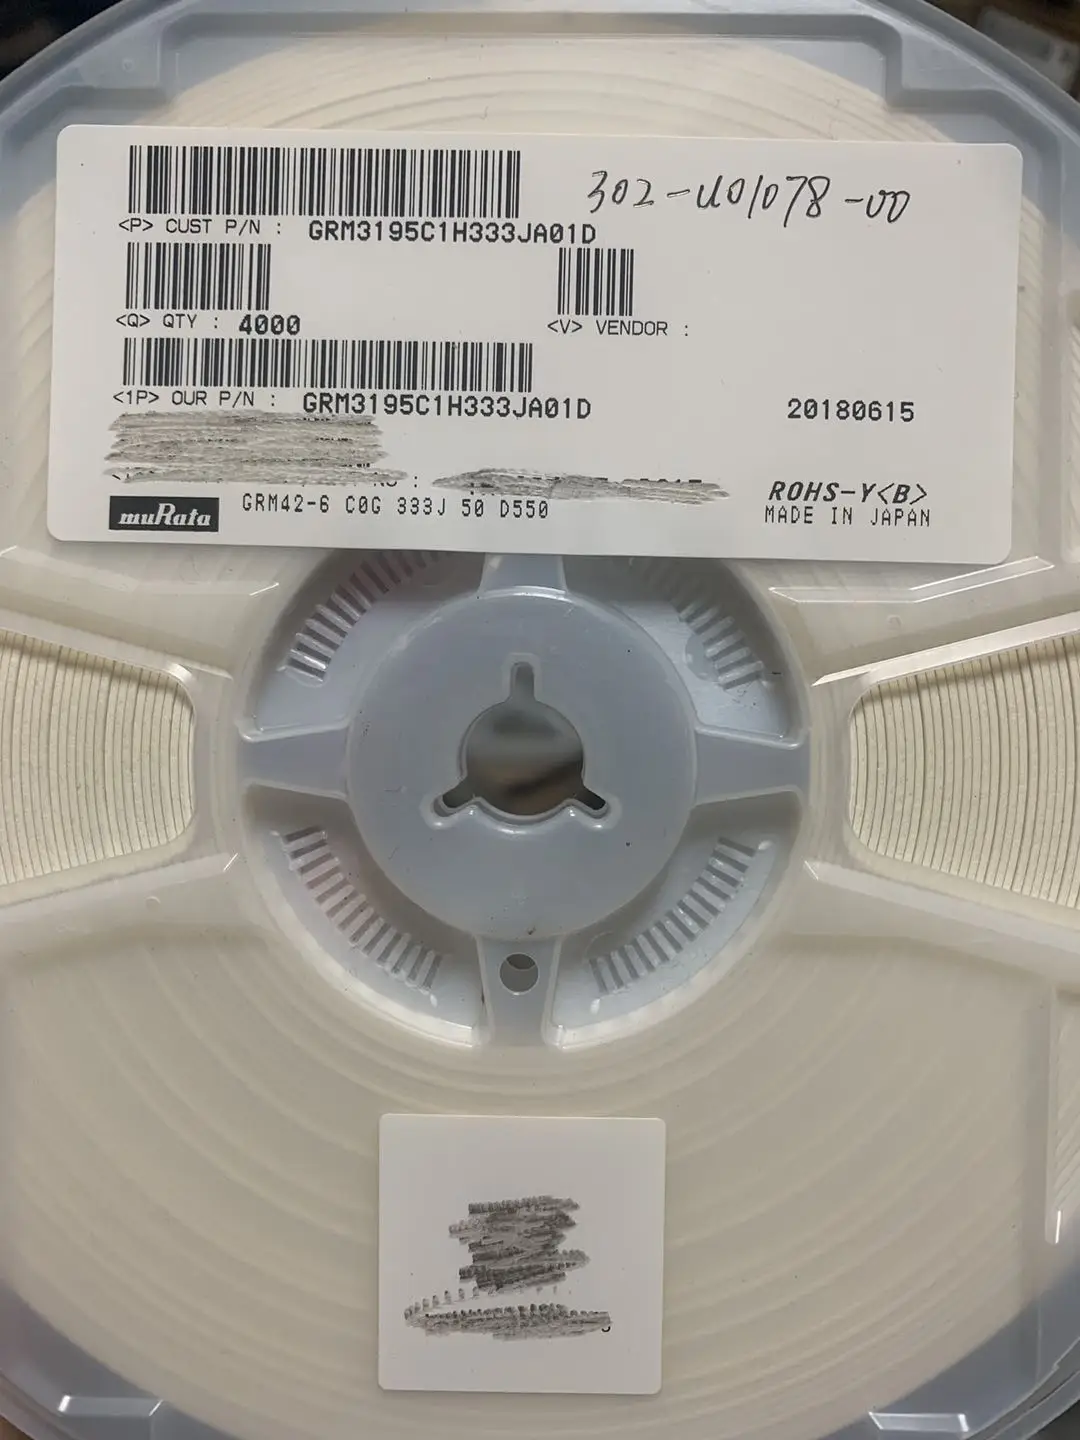 302-U01078-00
<P> CUST P/N : GRM3195C1H333JA01D
<Q> QTY : 4000
<V> VENDOR :
<1P> OUR P/N : GRM3195C1H333JA01D
20180615
muRata
GRM42-6 C0G 333J 50 D550
ROHS-Y<B>
MADE IN JAPAN